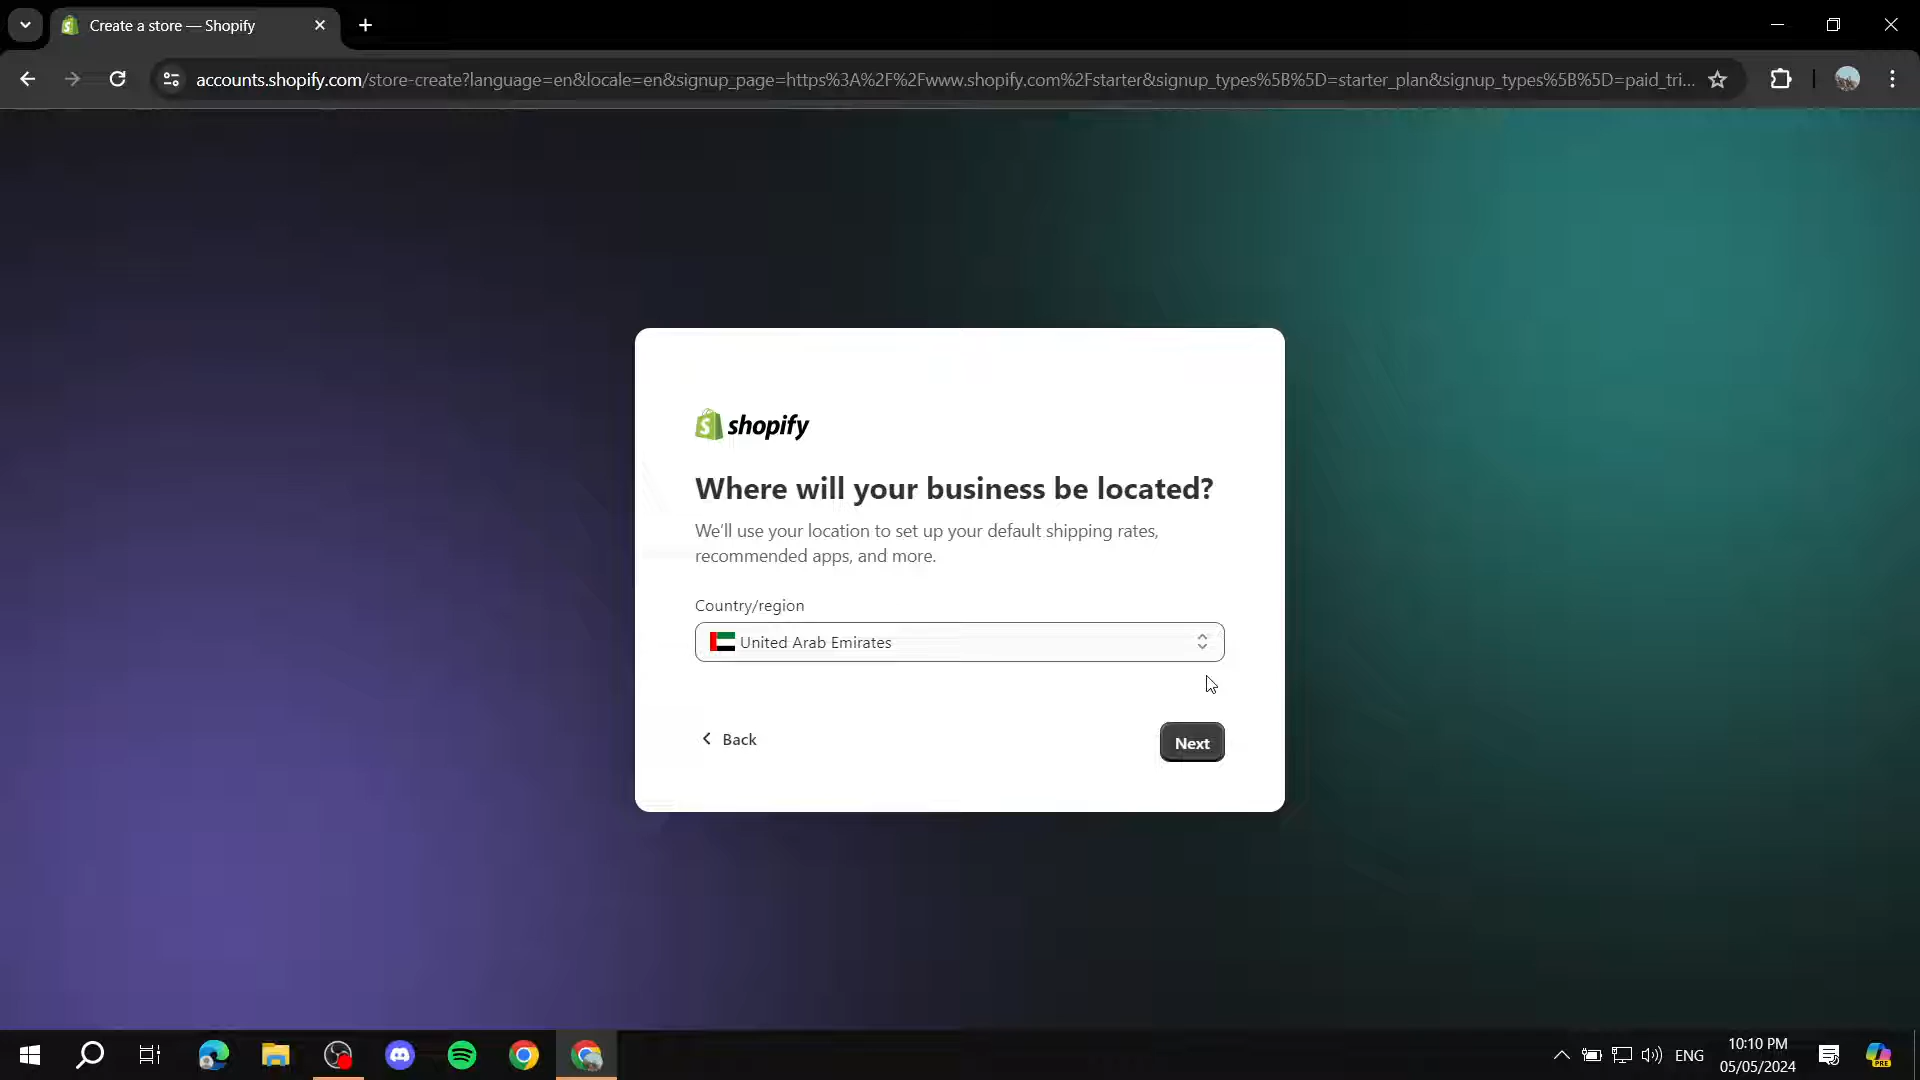 Create a store — Shopify
accounts.shopify.com/store-create?language=en&locale=en&signup_page=https%3A%2F%2Fwww.shopify.com%2Fstarter&signup_types%5B%5D=starter_plan&signup_types%5B%5D=paid_tri...
shopify
Where will your business be located?
We'll use your location to set up your default shipping rates,
recommended apps, and more.
Country/region
United Arab Emirates
Back
Next
ENG
10:10 PM
05/05/2024
PRE